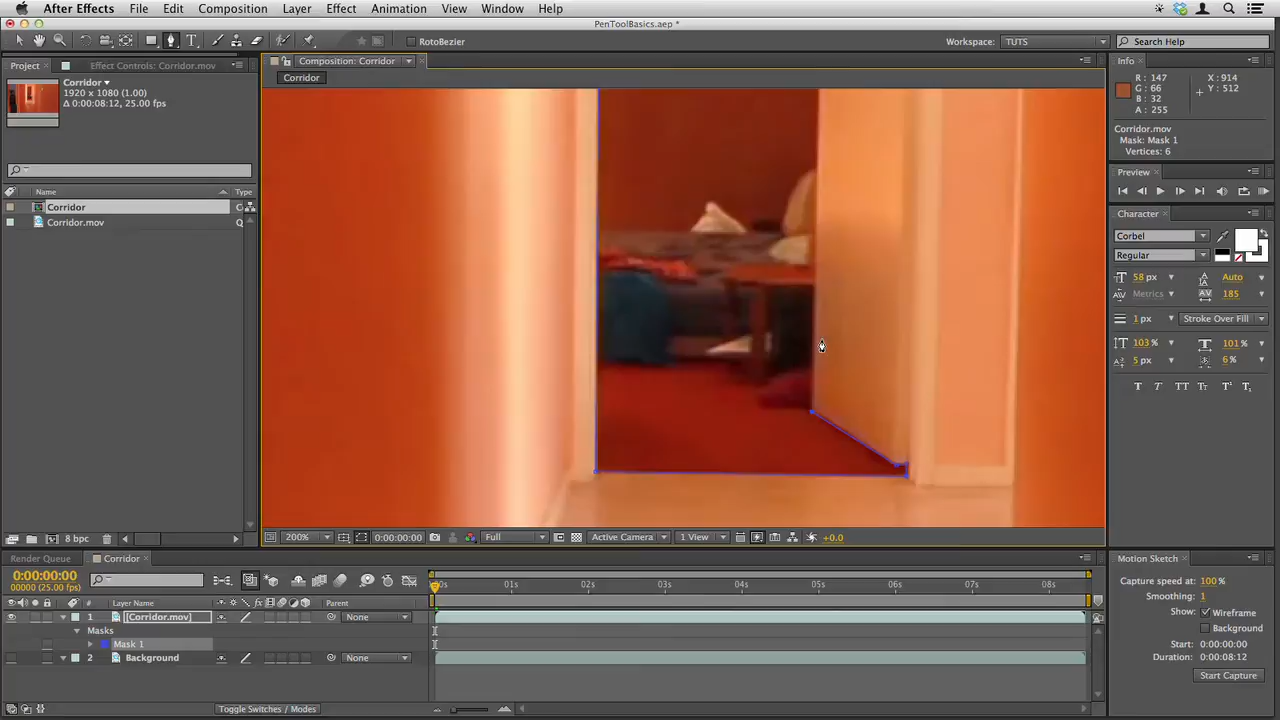 After Effects File Edit Composition Layer Effect Animation View Window Help
PenToolBasics.aep *
RotoBezier Workspace: TUTS Search Help
Project Effect Controls: Corridor.mov
Corridor
1920 x 1080 (1.00)
Δ 0:00:08:12, 25.00 fps
Name Type
Corridor C
Corridor.mov Q
8 bpc
Composition: Corridor
Corridor
200% 0:00:00:00 Full Active Camera 1 View +0.0
Info
R : 147
G : 66
B : 32
A : 255
X : 914
Y : 512
Corridor.mov
Mask: Mask 1
Vertices: 6
Preview
Character
Corbel
Regular
58 px Auto
Metrics 185
1 px Stroke Over Fill
103 % 101 %
5 px 6 %
T T TT Tr T¹ T₁
Render Queue Corridor
0:00:00:00
00000 (25.00 fps)
# Layer Name Parent
1 [Corridor.mov] None
Masks
Mask 1
2 Background None
Toggle Switches / Modes
00s 01s 02s 03s 04s 05s 06s 07s 08s
Motion Sketch
Capture speed at: 100 %
Smoothing: 1
Show: Wireframe
Background
Start: 0:00:00:00
Duration: 0:00:08:12
Start Capture